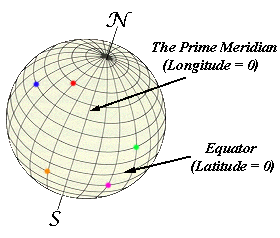 N
The Prime Meridian
(Longitude = 0)
Equator
(Latitude = 0)
S